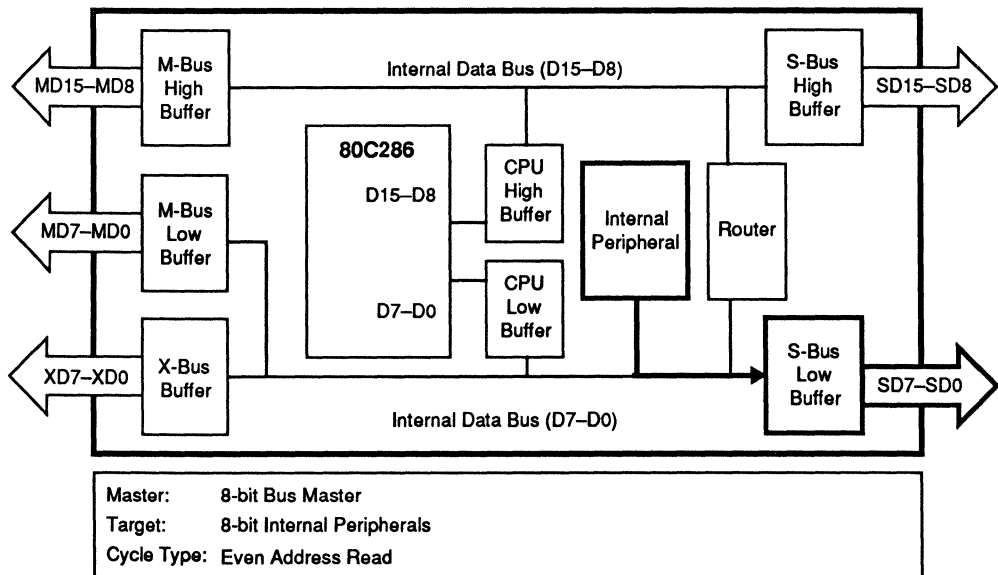 MD15–MD8
M-Bus
High
Buffer
Internal Data Bus (D15–D8)
S-Bus
High
Buffer
SD15–SD8
80C286
D15–D8
D7–D0
CPU
High
Buffer
CPU
Low
Buffer
Internal
Peripheral
Router
MD7–MD0
M-Bus
Low
Buffer
XD7–XD0
X-Bus
Buffer
Internal Data Bus (D7–D0)
S-Bus
Low
Buffer
SD7–SD0
Master: 8-bit Bus Master
Target: 8-bit Internal Peripherals
Cycle Type: Even Address Read